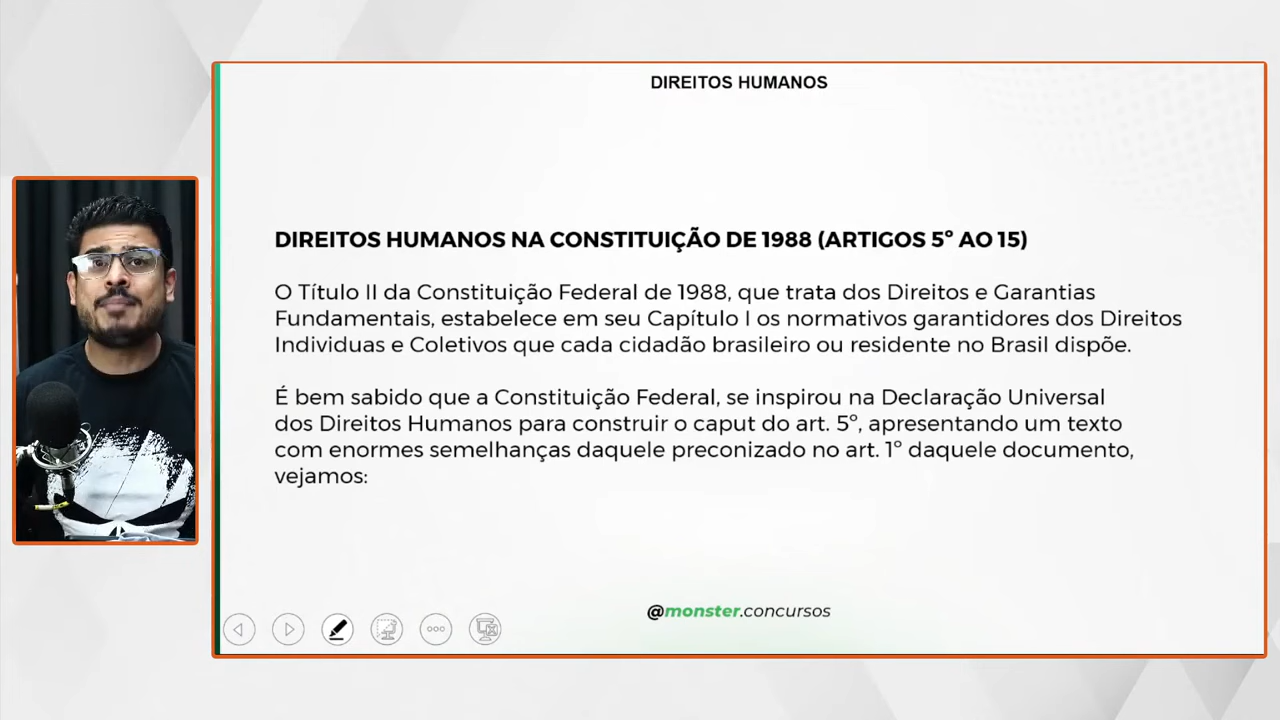 DIREITOS HUMANOS
DIREITOS HUMANOS NA CONSTITUIÇÃO DE 1988 (ARTIGOS 5º AO 15)
O Título II da Constituição Federal de 1988, que trata dos Direitos e Garantias
Fundamentais, estabelece em seu Capítulo I os normativos garantidores dos Direitos
Individuas e Coletivos que cada cidadão brasileiro ou residente no Brasil dispõe.
É bem sabido que a Constituição Federal, se inspirou na Declaração Universal
dos Direitos Humanos para construir o caput do art. 5º, apresentando um texto
com enormes semelhanças daquele preconizado no art. 1º daquele documento,
vejamos:
@monster.concursos